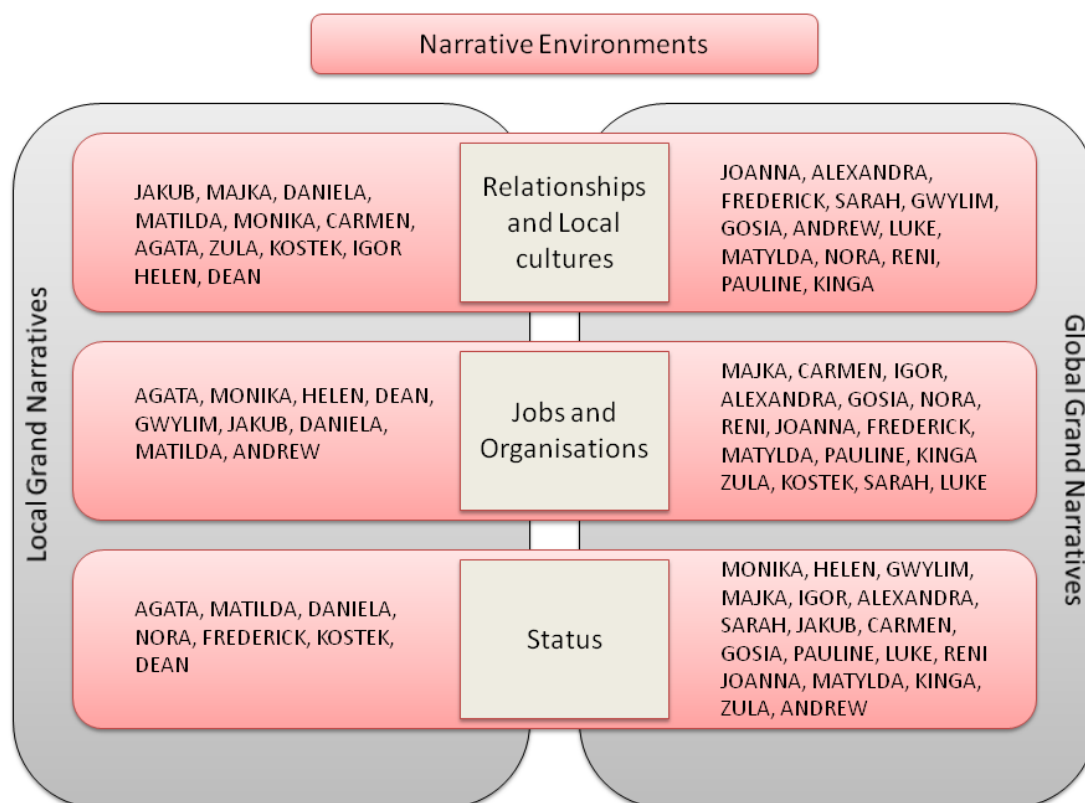 Narrative Environments
Local Grand Narratives
JAKUB, MAJKA, DANIELA,
MATILDA, MONIKA, CARMEN,
AGATA, ZULA, KOSTEK, IGOR
HELEN, DEAN
Relationships
and Local
cultures
JOANNA, ALEXANDRA,
FREDERICK, SARAH, GWYLIM,
GOSIA, ANDREW, LUKE,
MATYLDA, NORA, RENI,
PAULINE, KINGA
AGATA, MONIKA, HELEN, DEAN,
GWYLIM, JAKUB, DANIELA,
MATILDA, ANDREW
Jobs and
Organisations
MAJKA, CARMEN, IGOR,
ALEXANDRA, GOSIA, NORA,
RENI, JOANNA, FREDERICK,
MATYLDA, PAULINE, KINGA
ZULA, KOSTEK, SARAH, LUKE
AGATA, MATILDA, DANIELA,
NORA, FREDERICK, KOSTEK,
DEAN
Status
MONIKA, HELEN, GWYLIM,
MAJKA, IGOR, ALEXANDRA,
SARAH, JAKUB, CARMEN,
GOSIA, PAULINE, LUKE, RENI
JOANNA, MATYLDA, KINGA,
ZULA, ANDREW
Global Grand Narratives